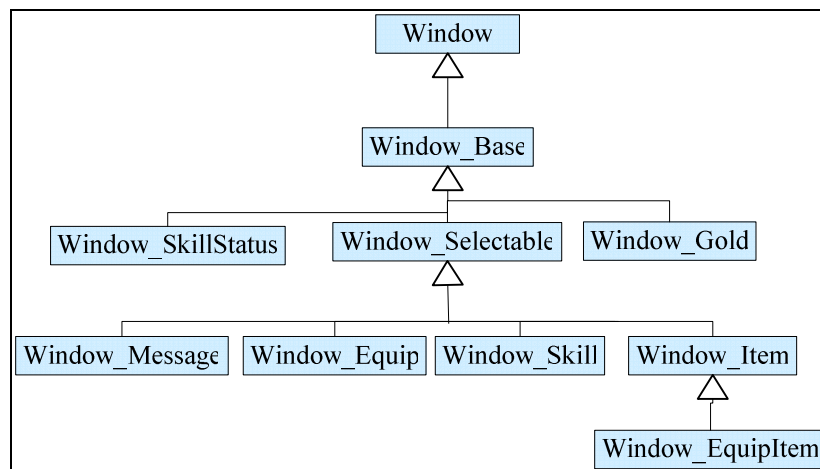 Window
Window_Base
Window_SkillStatus
Window_Selectable
Window_Gold
Window_Message
Window_Equip
Window_Skill
Window_Item
Window_EquipItem